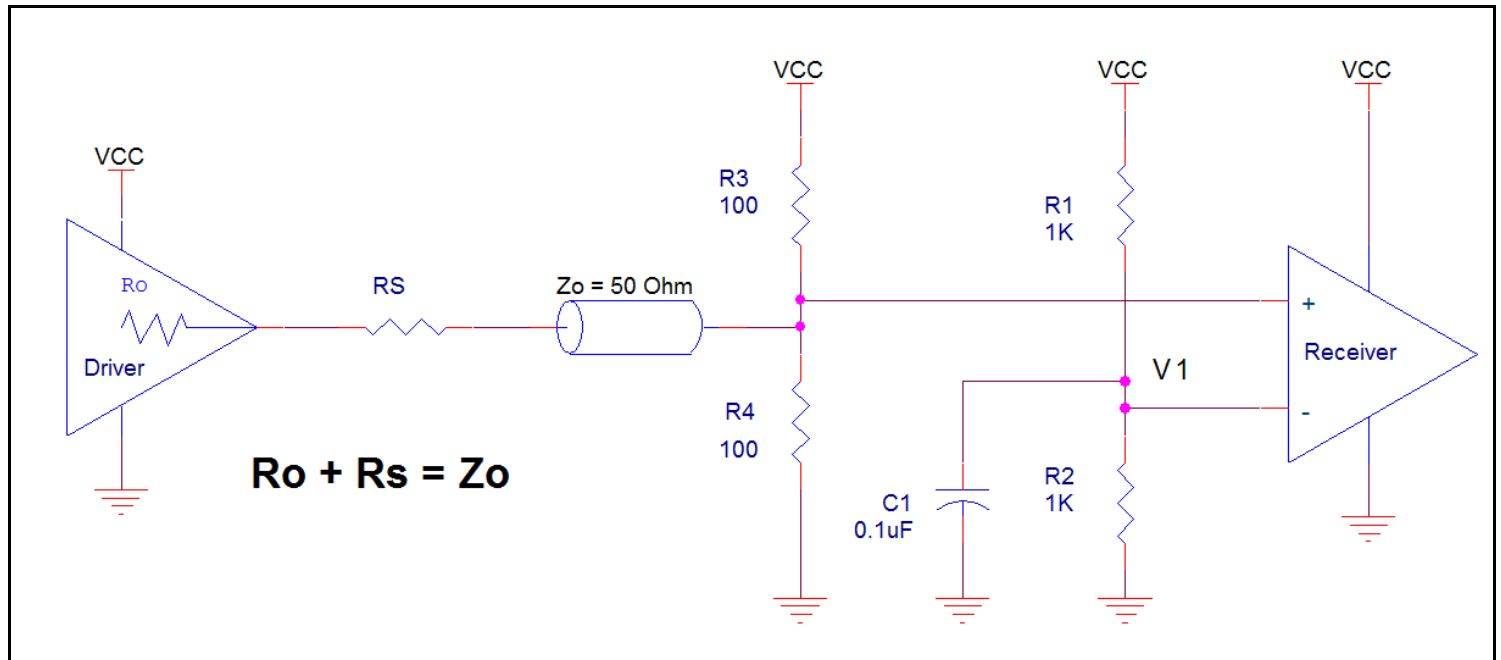 VCC
VCC
VCC
VCC
R3
100
R1
1K
Ro
RS
Zo = 50 Ohm
+
Driver
Receiver
V1
-
R4
100
Ro + Rs = Zo
R2
1K
C1
0.1uF